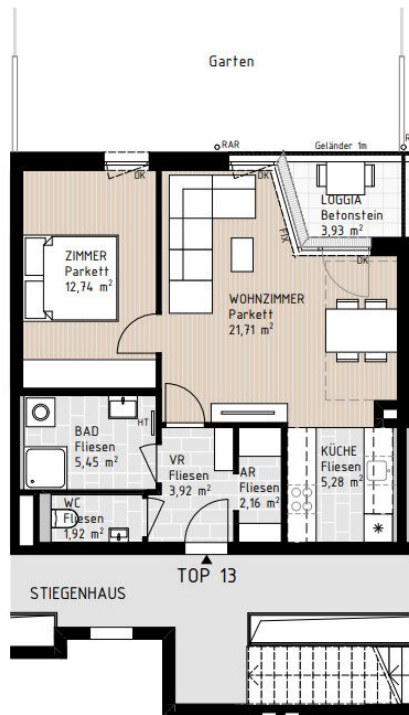 Garten
RAR
Geländer 1m
R
DK
DK
LOGGIA
Betonstein
3,93 m²
FIX
ZIMMER
Parkett
12,74 m²
DK
WOHNZIMMER
Parkett
21,71 m²
BAD
Fliesen
5,45 m²
HT
VR
Fliesen
3,92 m²
AR
Fliesen
2,16 m²
KÜCHE
Fliesen
5,28 m²
WC
Fliesen
1,92 m²
TOP 13
STIEGENHAUS